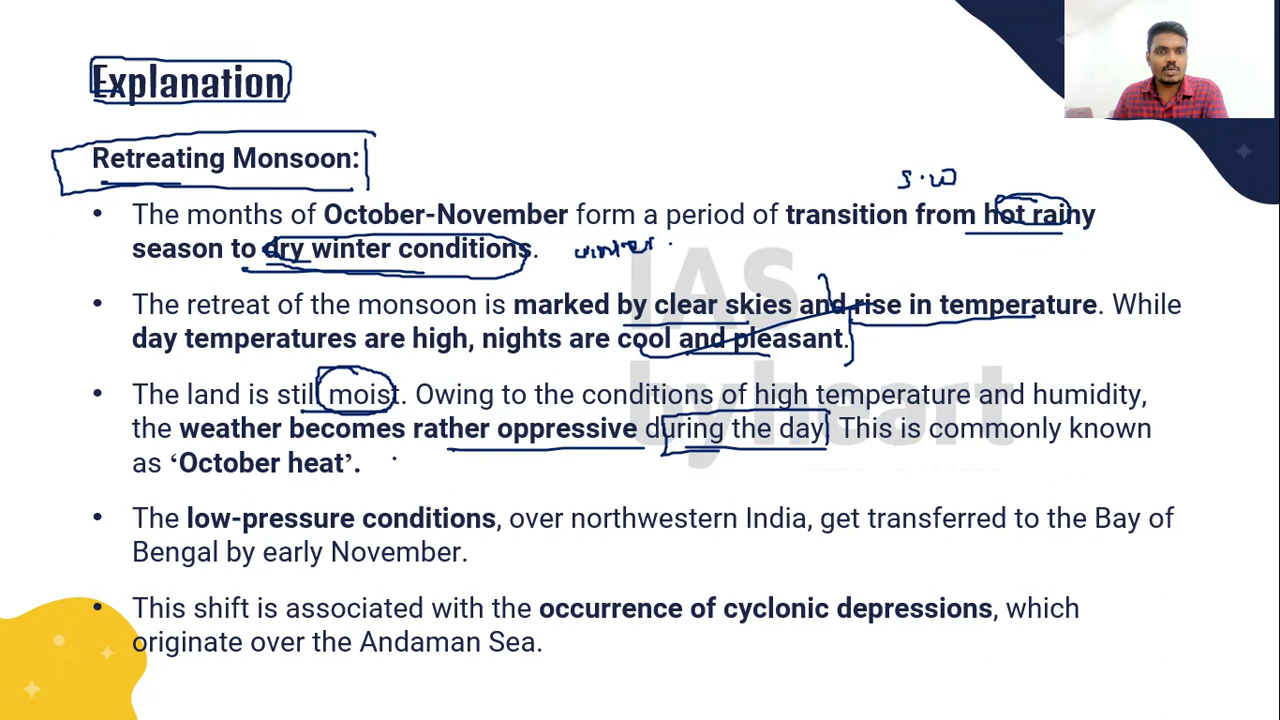 Explanation
Retreating Monsoon:
S.W
• The months of October-November form a period of transition from hot rainy
season to dry winter conditions. winter
• The retreat of the monsoon is marked by clear skies and rise in temperature. While
day temperatures are high, nights are cool and pleasant.
• The land is still moist. Owing to the conditions of high temperature and humidity,
the weather becomes rather oppressive during the day. This is commonly known
as ‘October heat’.
• The low-pressure conditions, over northwestern India, get transferred to the Bay of
Bengal by early November.
• This shift is associated with the occurrence of cyclonic depressions, which
originate over the Andaman Sea.
IAS
byheart